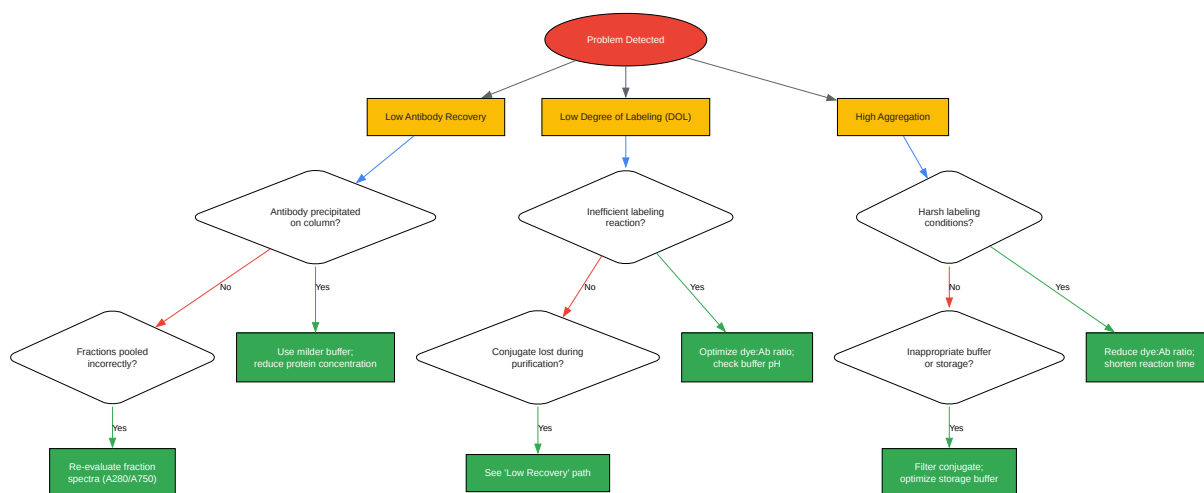 Problem Detected
Low Antibody Recovery
Low Degree of Labeling (DOL)
High Aggregation
Antibody precipitated
on column?
Inefficient labeling
reaction?
Harsh labeling
conditions?
No
Yes
No
Yes
No
Yes
Fractions pooled
incorrectly?
Use milder buffer;
reduce protein concentration
Conjugate lost during
purification?
Optimize dye:Ab ratio;
check buffer pH
Inappropriate buffer
or storage?
Reduce dye:Ab ratio;
shorten reaction time
Yes
Yes
Yes
Re-evaluate fraction
spectra (A280/A750)
See 'Low Recovery' path
Filter conjugate;
optimize storage buffer